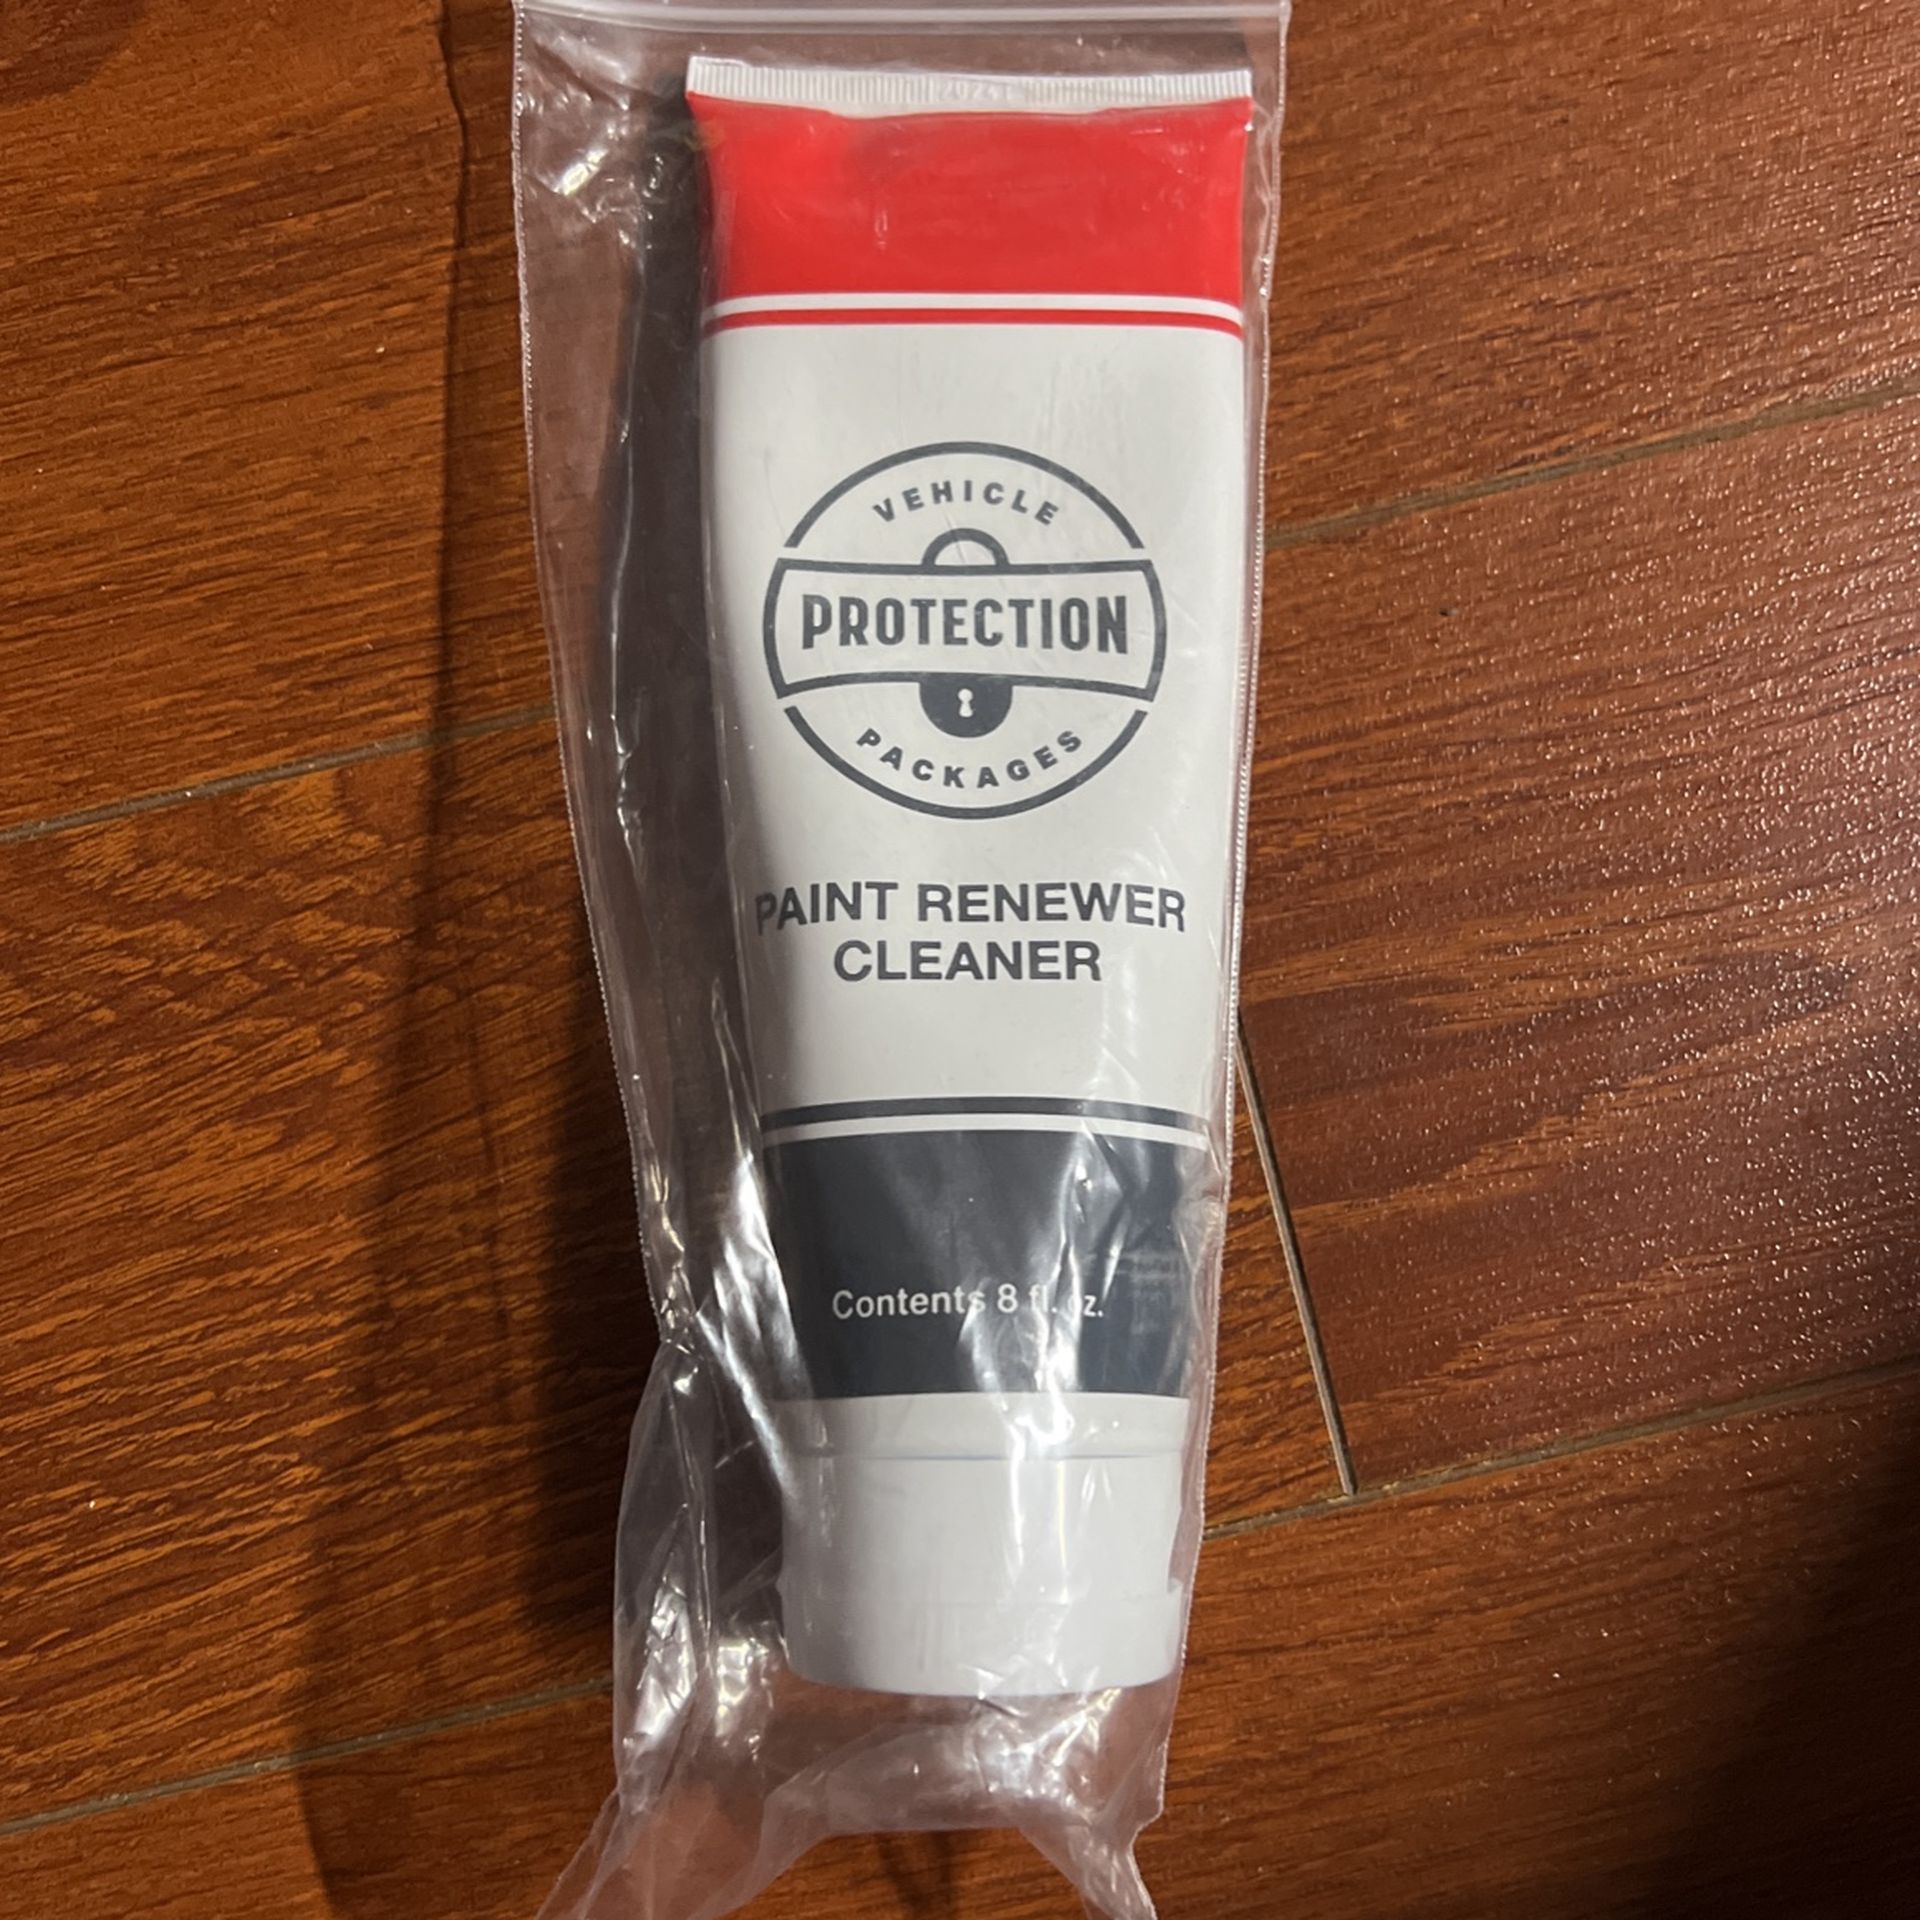 VEHICLE
PROTECTION
PACKAGES
PAINT RENEWER
CLEANER
Contents 8 fl. oz.